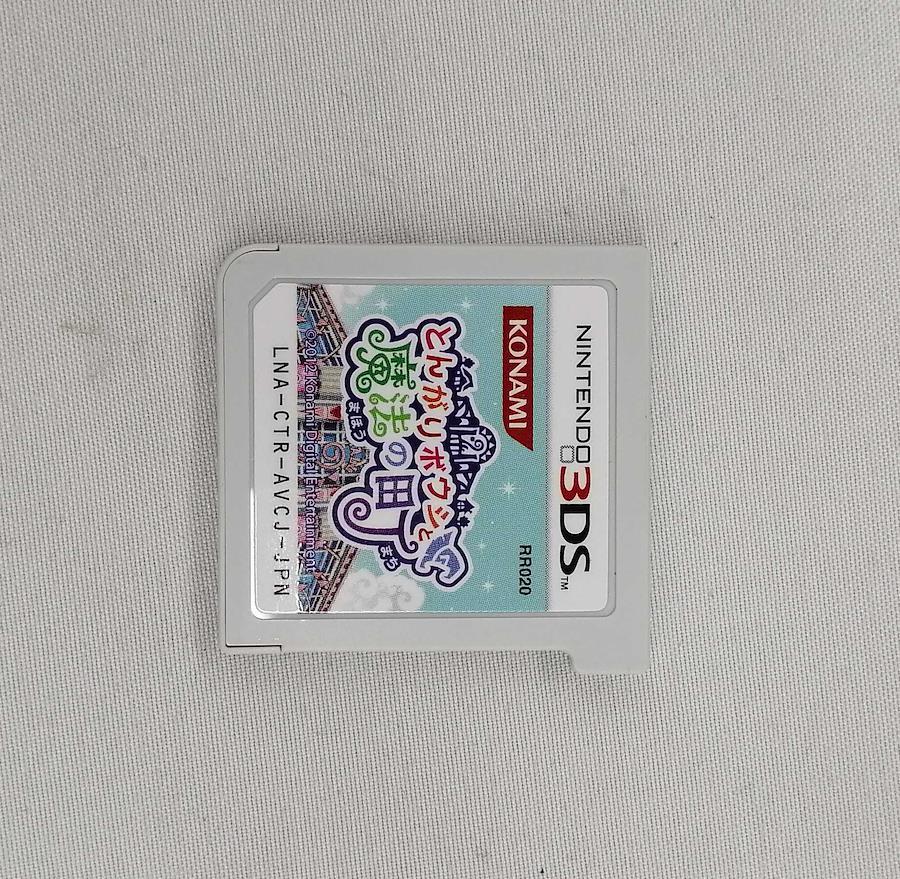 NINTENDO 3DS™
KONAMI
RR020
とんがりボウシと
魔法の町
まほう
まち
©2012 Konami Digital Entertainment
LNA-CTR-AVCJ-JPN